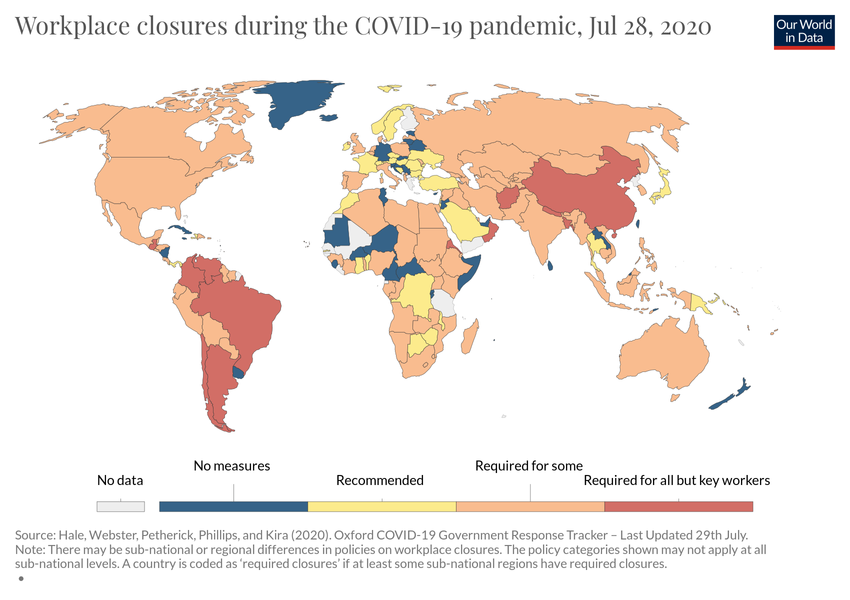 Workplace closures during the COVID-19 pandemic, Jul 28, 2020
Our World
in Data
No data
No measures
Recommended
Required for some
Required for all but key workers
Source: Hale, Webster, Petherick, Phillips, and Kira (2020). Oxford COVID-19 Government Response Tracker – Last Updated 29th July.
Note: There may be sub-national or regional differences in policies on workplace closures. The policy categories shown may not apply at all
sub-national levels. A country is coded as 'required closures' if at least some sub-national regions have required closures.
•